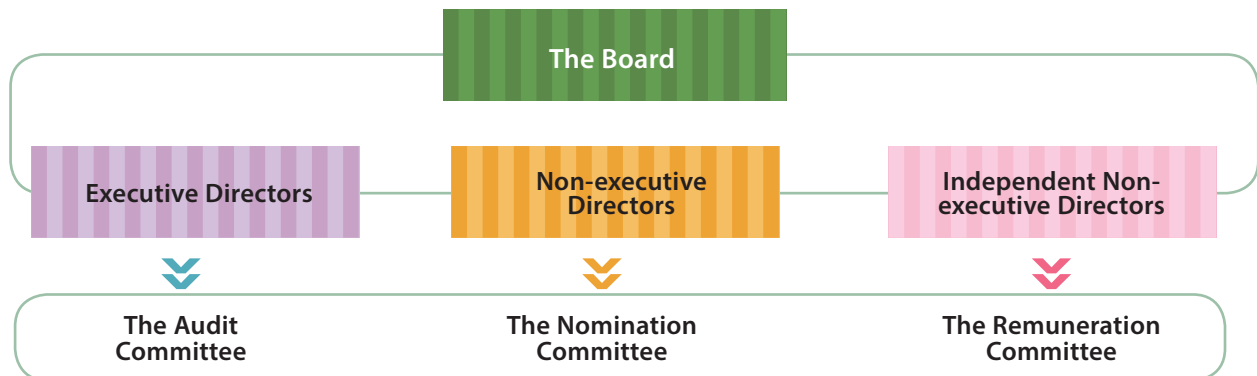 The Board
Executive Directors
Non-executive
Directors
Independent Non-
executive Directors
The Audit
Committee
The Nomination
Committee
The Remuneration
Committee